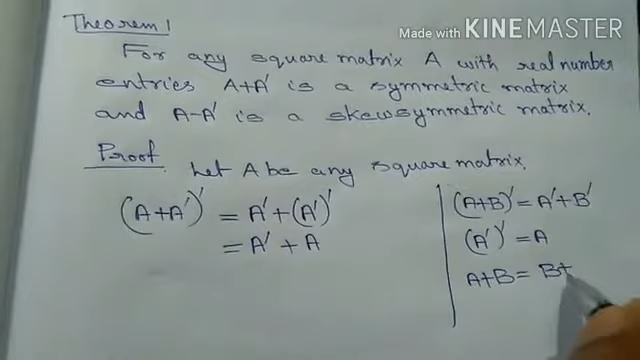 Made with KINEMASTER
Theorem 1
For any square matrix A with real number
entries A+A' is a symmetric matrix
and A-A' is a skewsymmetric matrix.
Proof. Let A be any square matrix.
(A+A')' = A'+(A')'
= A' + A
(A+B)' = A'+B'
(A')' = A
A+B = B+